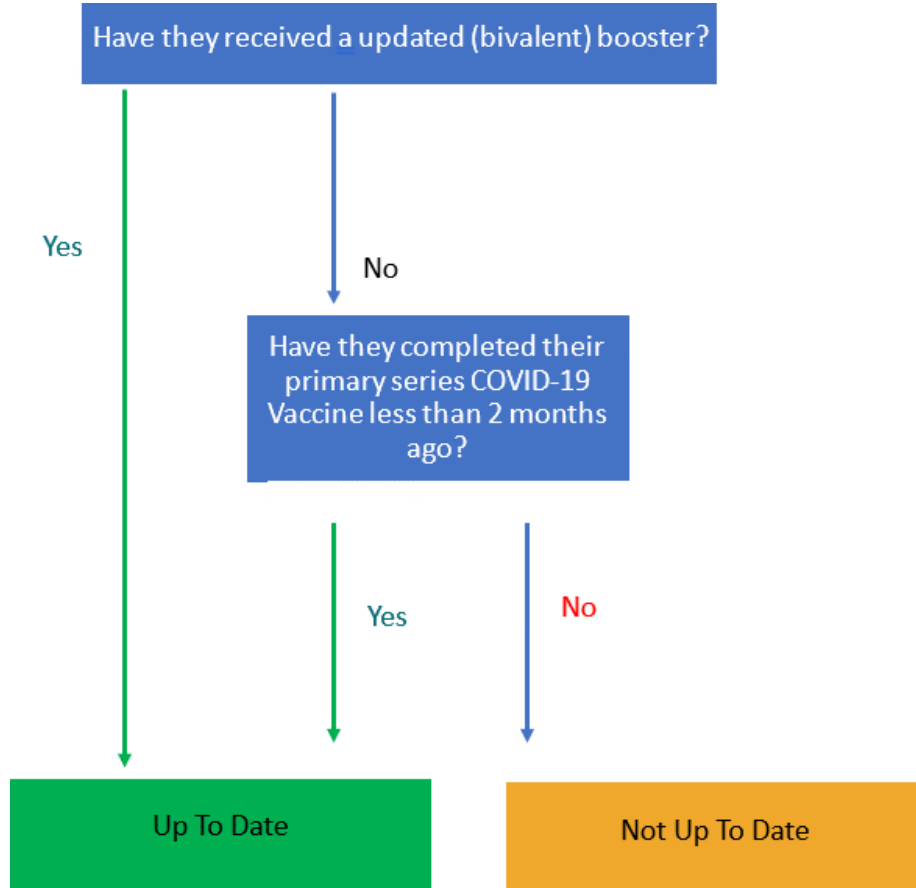 Have they received a updated (bivalent) booster?
Yes
No
Have they completed their
primary series COVID-19
Vaccine less than 2 months
ago?
Yes
No
Up To Date
Not Up To Date